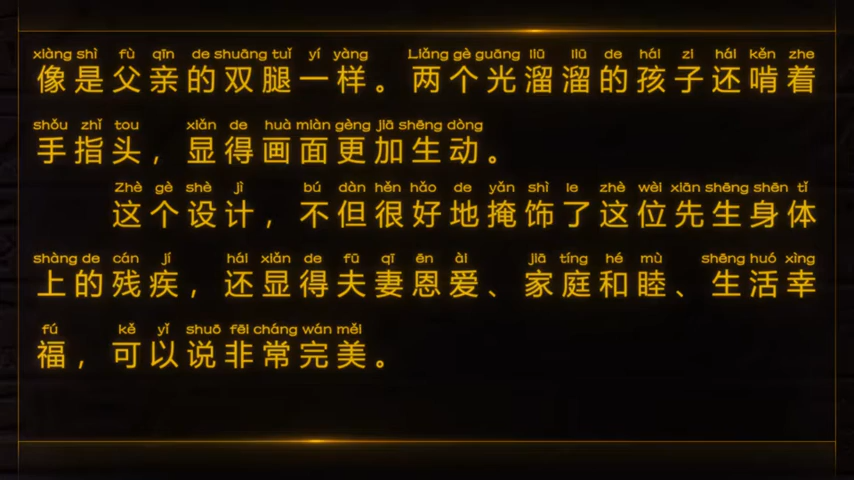 xiàng shì fù qīn de shuāng tuǐ yí yàng Liǎng gè guāng liū liū de hái zi hái kěn zhe
像是父亲的双腿一样。两个光溜溜的孩子还啃着
shǒu zhǐ tou xiǎn de huà miàn gèng jiā shēng dòng
手指头，显得画面更加生动。
Zhè gè shè jì bú dàn hěn hǎo de yǎn shì le zhè wèi xiān shēng shēn tǐ
这个设计，不但很好地掩饰了这位先生身体
shàng de cán jí hái xiǎn de fū qī ēn ài jiā tíng hé mù shēng huó xìng
上的残疾，还显得夫妻恩爱、家庭和睦、生活幸
fú kě yǐ shuō fēi cháng wán měi
福，可以说非常完美。